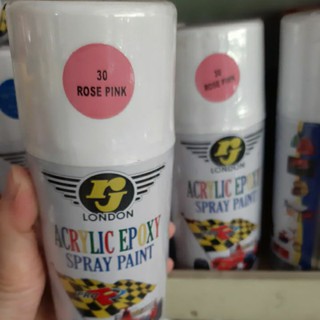 30
ROSE PINK
rj
LONDON
ACRYLIC EPOXY
SPRAY PAINT
30
ROSE PINK
rj
LONDON
ACRYLIC EPOXY
SPRAY PAINT